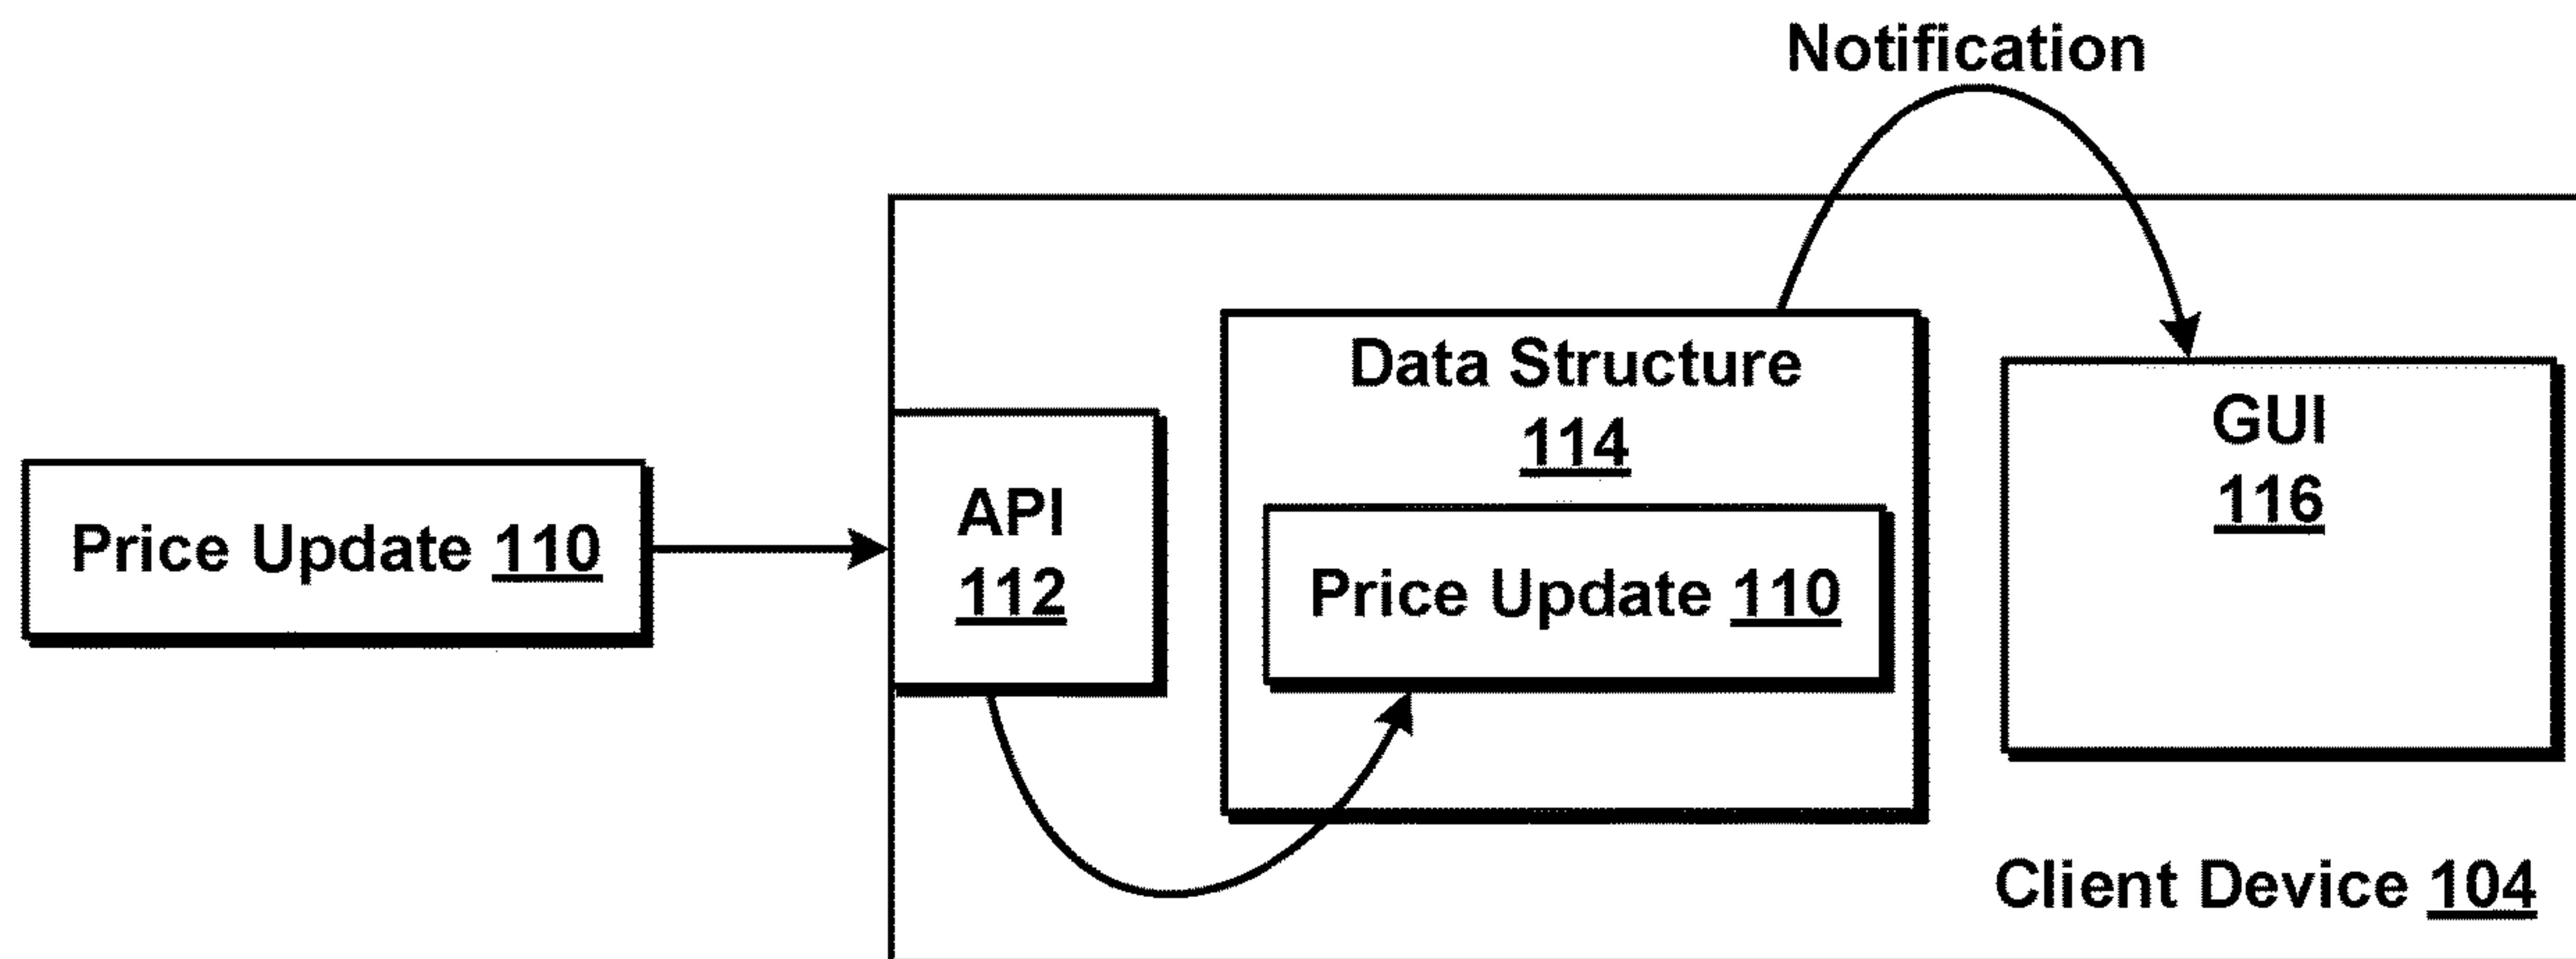 Notification
Data Structure
114
GUI
116
API
112
Price Update 110
Price Update 110
Client Device 104